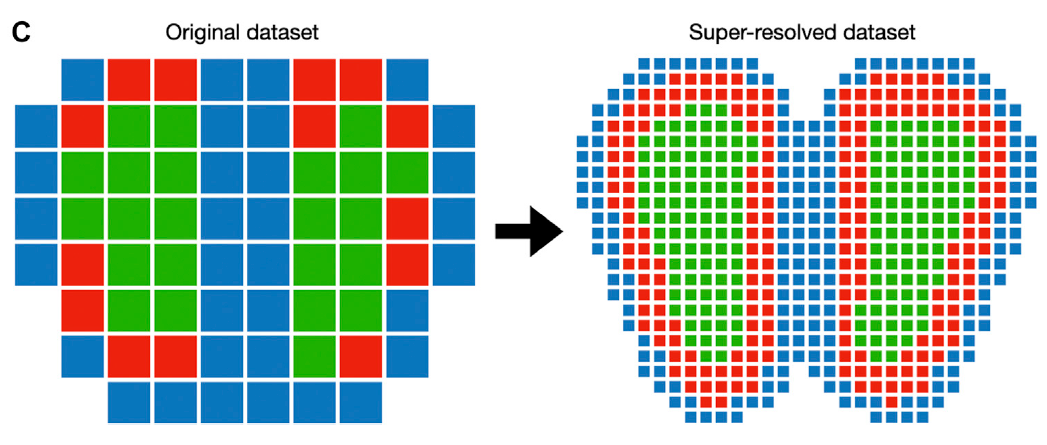 C
Original dataset
Super-resolved dataset